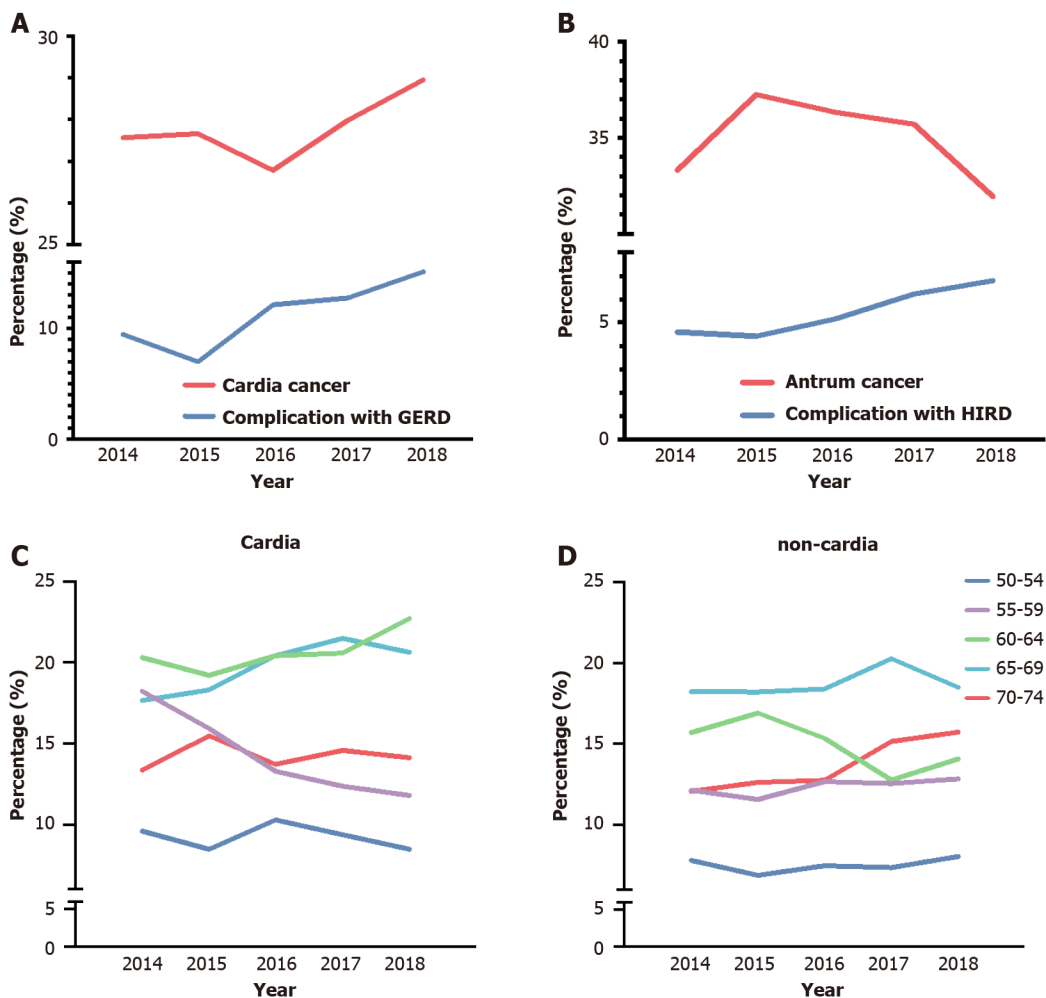 A
30
25
10
0
Percentage (%)
Cardia cancer
Complication with GERD
2014 2015 2016 2017 2018
Year
B
40
35
5
0
Percentage (%)
Antrum cancer
Complication with HIRD
2014 2015 2016 2017 2018
Year
C
Cardia
25
20
15
10
5
0
Percentage (%)
2014 2015 2016 2017 2018
Year
D
non-cardia
25
20
15
10
5
0
Percentage (%)
50-54
55-59
60-64
65-69
70-74
2014 2015 2016 2017 2018
Year